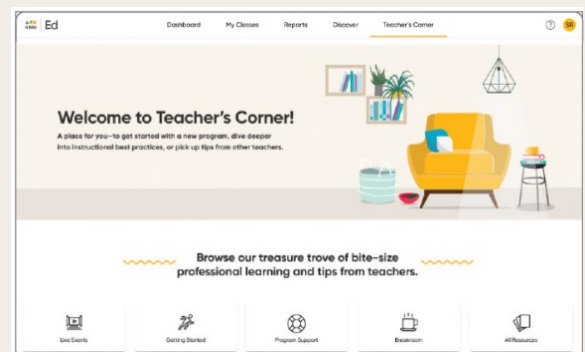 HMH Ed
Dashboard My Classes Reports Discover Teacher's Corner ? SR
Welcome to Teacher's Corner!
A place for you—to get started with a new program, dive deeper
into instructional best practices, or pick up tips from other teachers.
Browse our treasure trove of bite-size
professional learning and tips from teachers.
Live Events Getting Started Program Support Breakroom All Resources